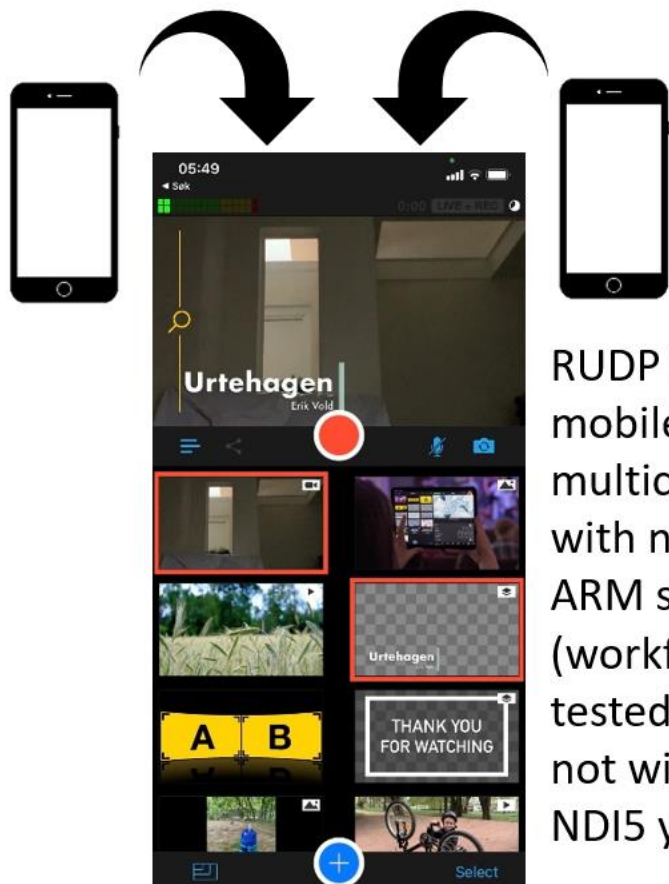 05:49
◄ Søk
0:00 LIVE + REC
Urtehagen
Erik Vold
Urtehagen
A B
THANK YOU
FOR WATCHING
Select
RUDP
mobile
multic
with n
ARM s
(workf
tested
not wi
NDI5 y